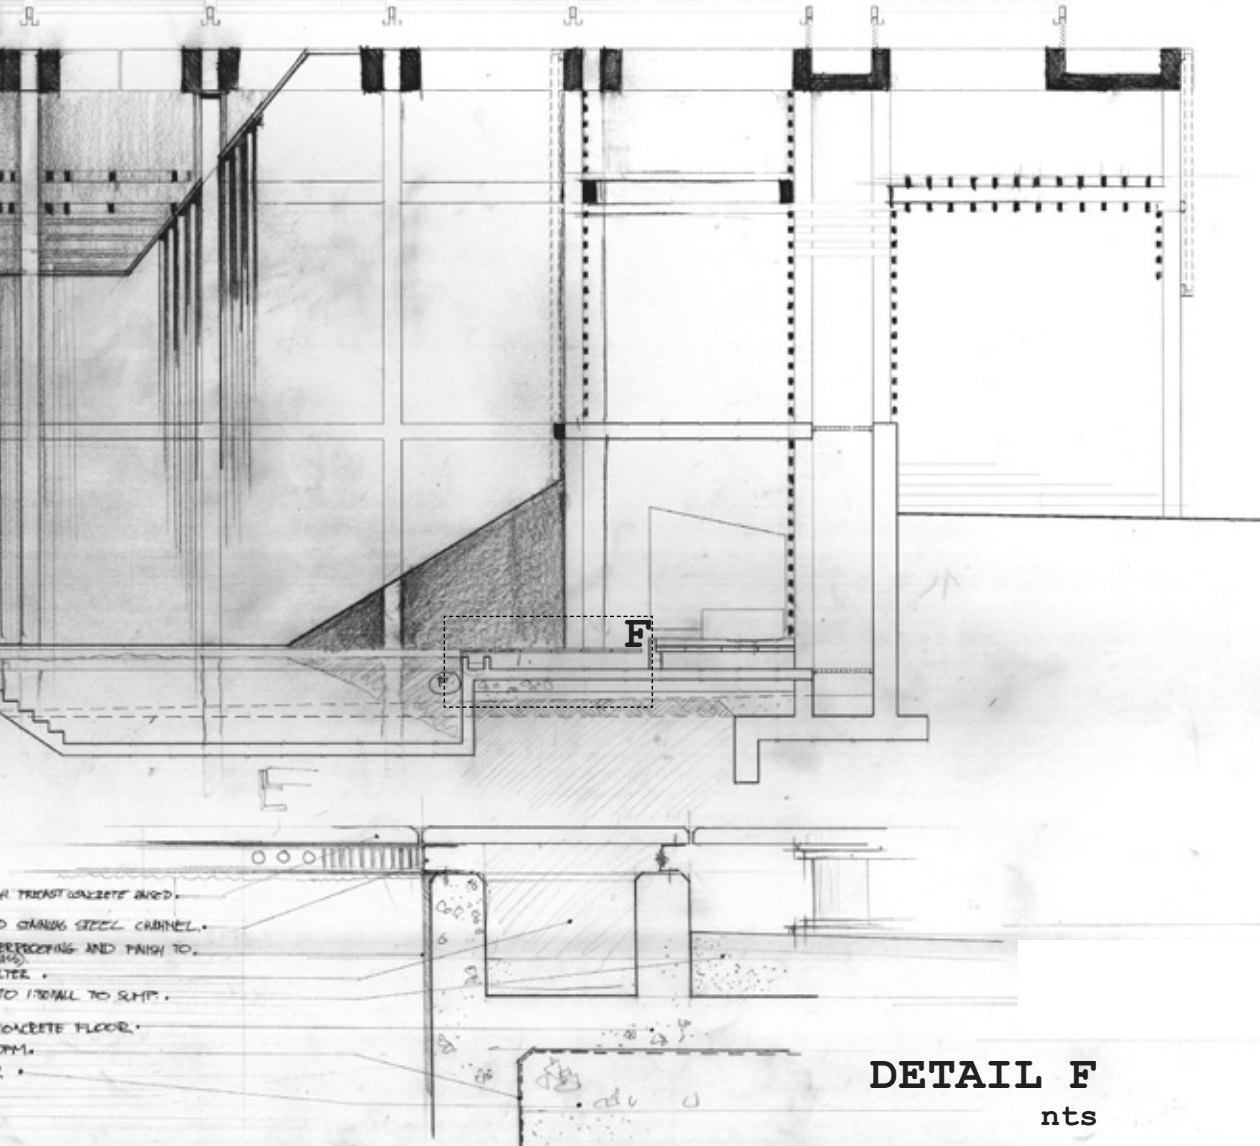 F
E
R PRECAST CONCRETE BASED.
D STAINLESS STEEL CHANNEL.
ERPROOFING AND FINISH TO.
LTER.
TO 1:80 FALL TO SUMP.
CONCRETE FLOOR.
DETAIL F
nts